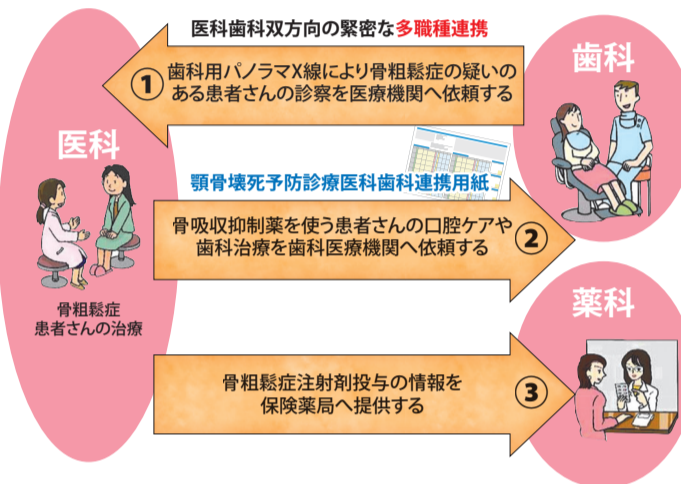 医科歯科双方向の緊密な多職種連携
歯科
①歯科用パノラマX線により骨粗鬆症の疑いの
ある患者さんの診察を医療機関へ依頼する
医科
顎骨壊死予防診療医科歯科連携用紙
骨吸収抑制薬を使う患者さんの口腔ケアや
歯科治療を歯科医療機関へ依頼する②
骨粗鬆症
患者さんの治療
薬科
骨粗鬆症注射剤投与の情報を
保険薬局へ提供する
③